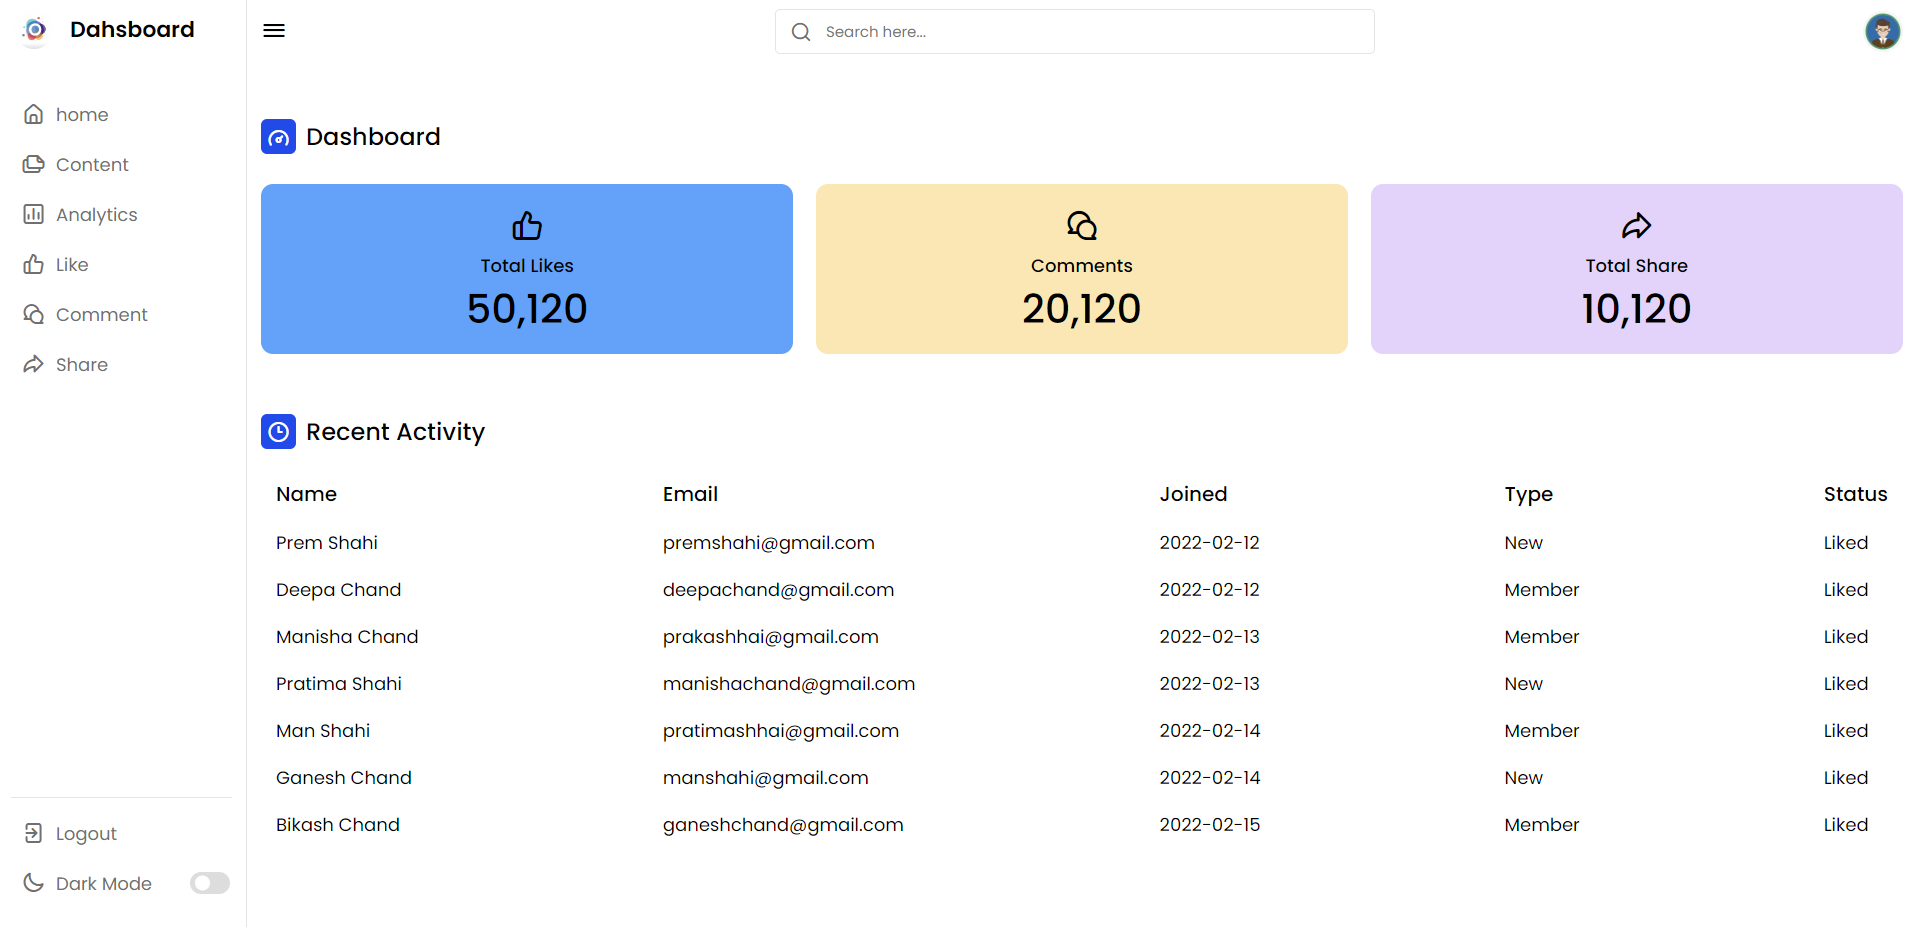 Dahsboard
Search here...
home
Content
Analytics
Like
Comment
Share
Logout
Dark Mode
Dashboard
Total Likes
50,120
Comments
20,120
Total Share
10,120
Recent Activity
Name Email Joined Type Status
Prem Shahi premshahi@gmail.com 2022-02-12 New Liked
Deepa Chand deepachand@gmail.com 2022-02-12 Member Liked
Manisha Chand prakashhai@gmail.com 2022-02-13 Member Liked
Pratima Shahi manishachand@gmail.com 2022-02-13 New Liked
Man Shahi pratimashhai@gmail.com 2022-02-14 Member Liked
Ganesh Chand manshahi@gmail.com 2022-02-14 New Liked
Bikash Chand ganeshchand@gmail.com 2022-02-15 Member Liked